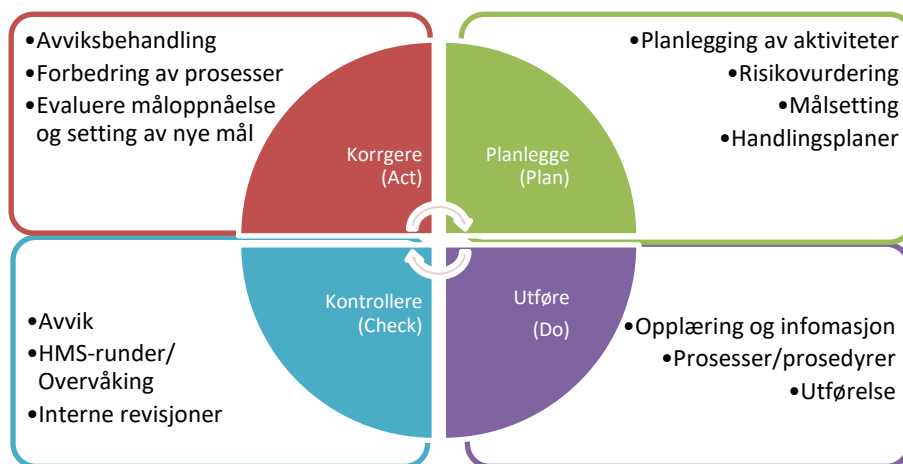 •Avviksbehandling
•Forbedring av prosesser
•Evaluere måloppnåelse
og setting av nye mål
Korrgere
(Act)
•Planlegging av aktiviteter
•Risikovurdering
•Målsetting
•Handlingsplaner
Planlegge
(Plan)
Kontrollere
(Check)
•Avvik
•HMS-runder/
Overvåking
•Interne revisjoner
Utføre
(Do)
•Opplæring og infomasjon
•Prosesser/prosedyrer
•Utførelse